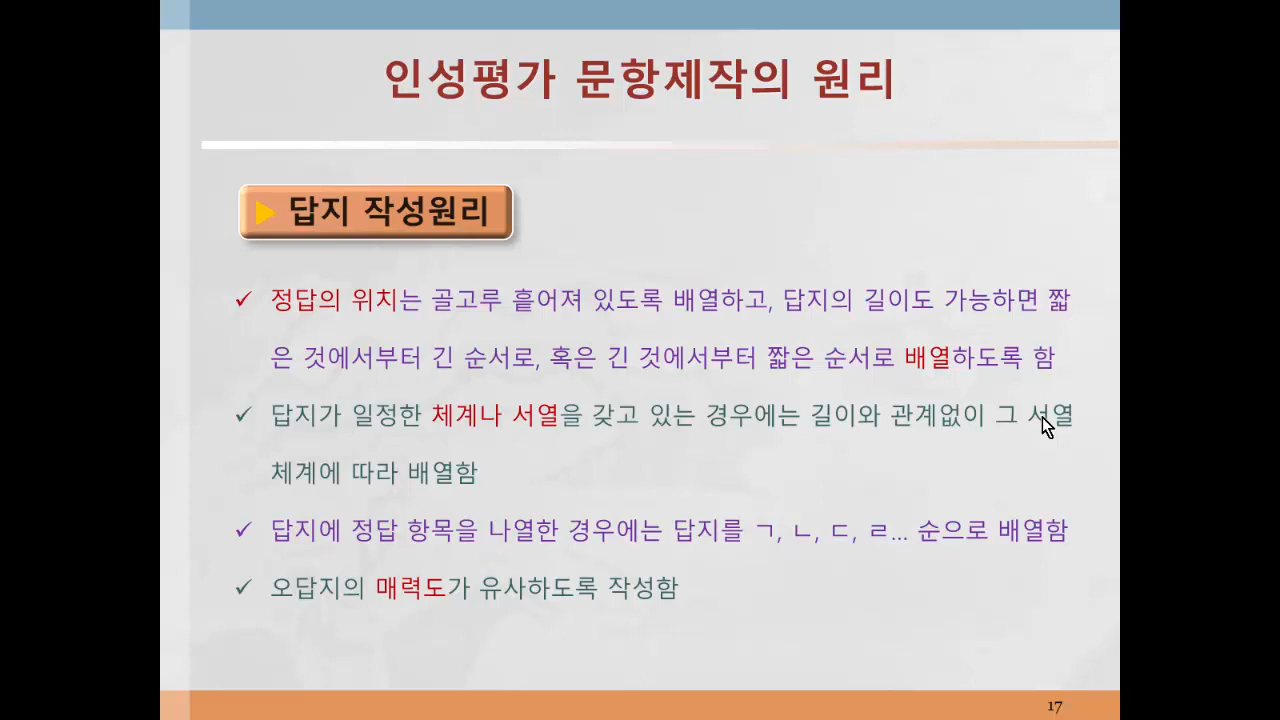 인성평가 문항제작의 원리
답지 작성원리
✓ 정답의 위치는 골고루 흩어져 있도록 배열하고, 답지의 길이도 가능하면 짧
은 것에서부터 긴 순서로, 혹은 긴 것에서부터 짧은 순서로 배열하도록 함
✓ 답지가 일정한 체계나 서열을 갖고 있는 경우에는 길이와 관계없이 그 서열
체계에 따라 배열함
✓ 답지에 정답 항목을 나열한 경우에는 답지를 ㄱ, ㄴ, ㄷ, ㄹ... 순으로 배열함
✓ 오답지의 매력도가 유사하도록 작성함
17